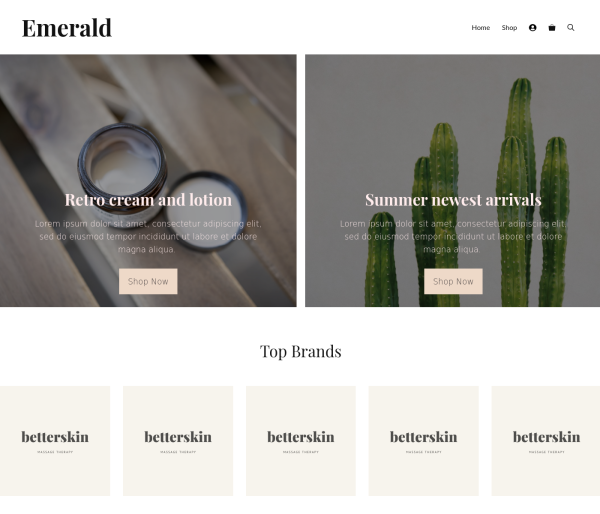 Emerald
Home Shop
Retro cream and lotion
Lorem ipsum dolor sit amet, consectetur adipiscing elit,
sed do eiusmod tempor incididunt ut labore et dolore
magna aliqua.
Shop Now
Summer newest arrivals
Lorem ipsum dolor sit amet, consectetur adipiscing elit,
sed do eiusmod tempor incididunt ut labore et dolore
magna aliqua.
Shop Now
Top Brands
betterskin
MASSAGE THERAPY
betterskin
MASSAGE THERAPY
betterskin
MASSAGE THERAPY
betterskin
MASSAGE THERAPY
betterskin
MASSAGE THERAPY